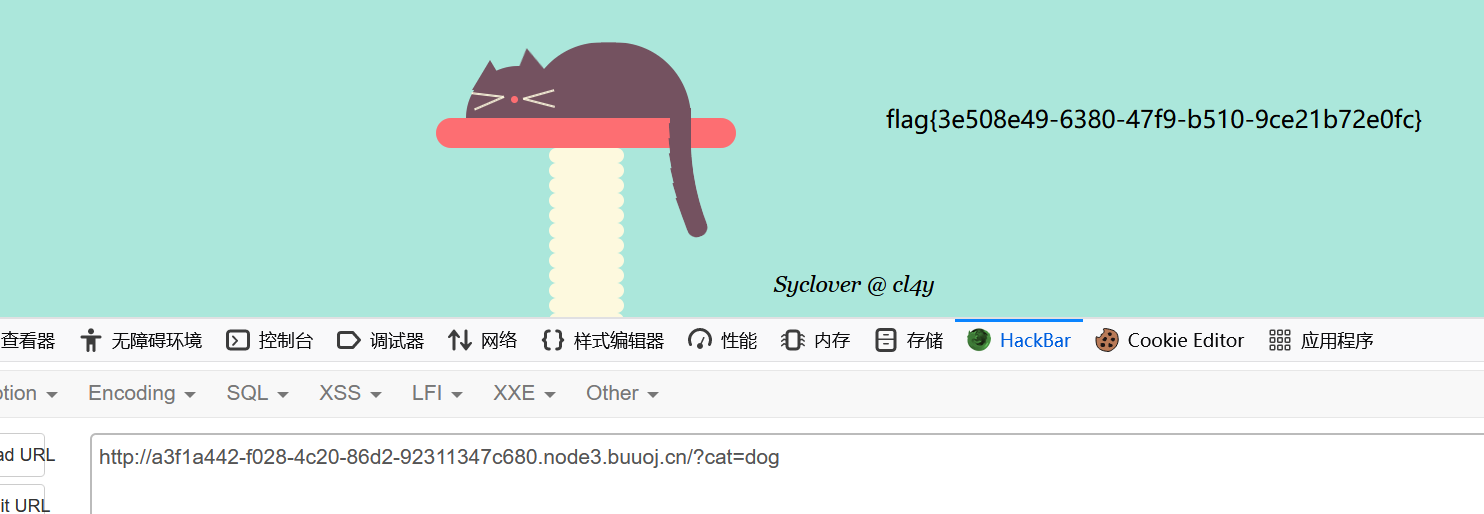 flag{3e508e49-6380-47f9-b510-9ce21b72e0fc}
Syclover @ cl4y
查看器 无障碍环境 控制台 调试器 网络 样式编辑器 性能 内存 存储 HackBar Cookie Editor 应用程序
ption Encoding SQL XSS LFI XXE Other
ad URL
http://a3f1a442-f028-4c20-86d2-92311347c680.node3.buuoj.cn/?cat=dog
it URL